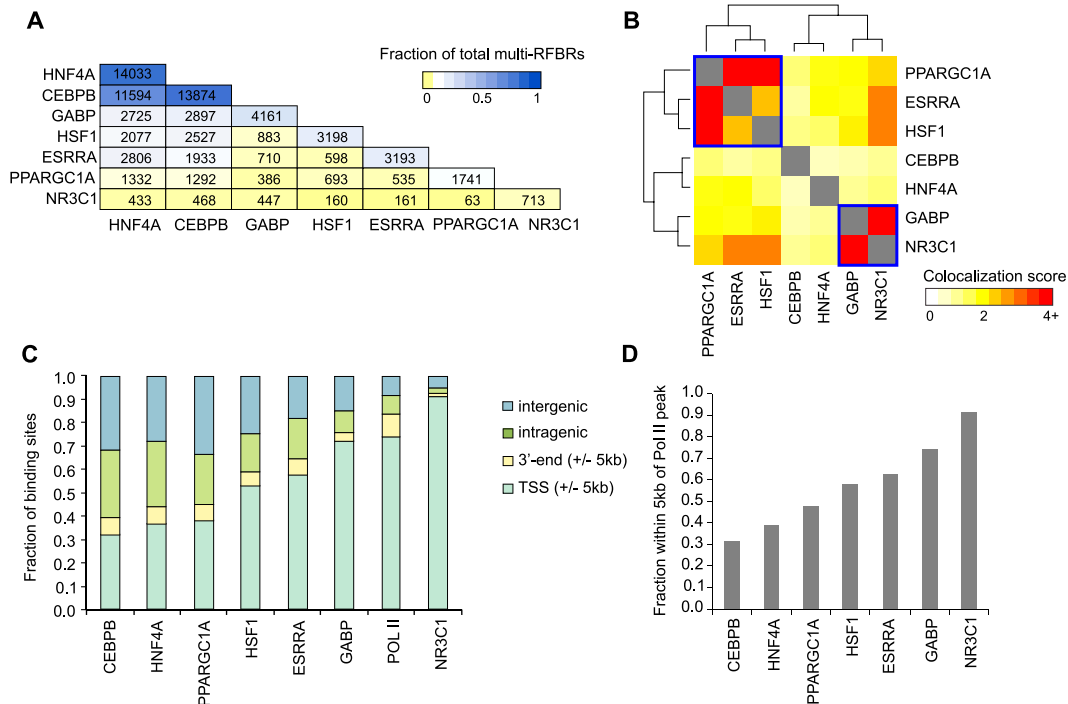 A
Fraction of total multi-RFBRs
0 0.5 1
HNF4A 14033
CEBPB 11594 13874
GABP 2725 2897 4161
HSF1 2077 2527 883 3198
ESRRA 2806 1933 710 598 3193
PPARGC1A 1332 1292 386 693 535 1741
NR3C1 433 468 447 160 161 63 713
HNF4A CEBPB GABP HSF1 ESRRA PPARGC1A NR3C1
B
PPARGC1A
ESRRA
HSF1
CEBPB
HNF4A
GABP
NR3C1
PPARGC1A ESRRA HSF1 CEBPB HNF4A GABP NR3C1
Colocalization score
0 2 4+
C
Fraction of binding sites
1.0
0.9
0.8
0.7
0.6
0.5
0.4
0.3
0.2
0.1
0.0
CEBPB HNF4A PPARGC1A HSF1 ESRRA GABP POL II NR3C1
intergenic
intragenic
3'-end (+/- 5kb)
TSS (+/- 5kb)
D
Fraction within 5kb of Pol II peak
1.0
0.9
0.8
0.7
0.6
0.5
0.4
0.3
0.2
0.1
0.0
CEBPB HNF4A PPARGC1A HSF1 ESRRA GABP NR3C1